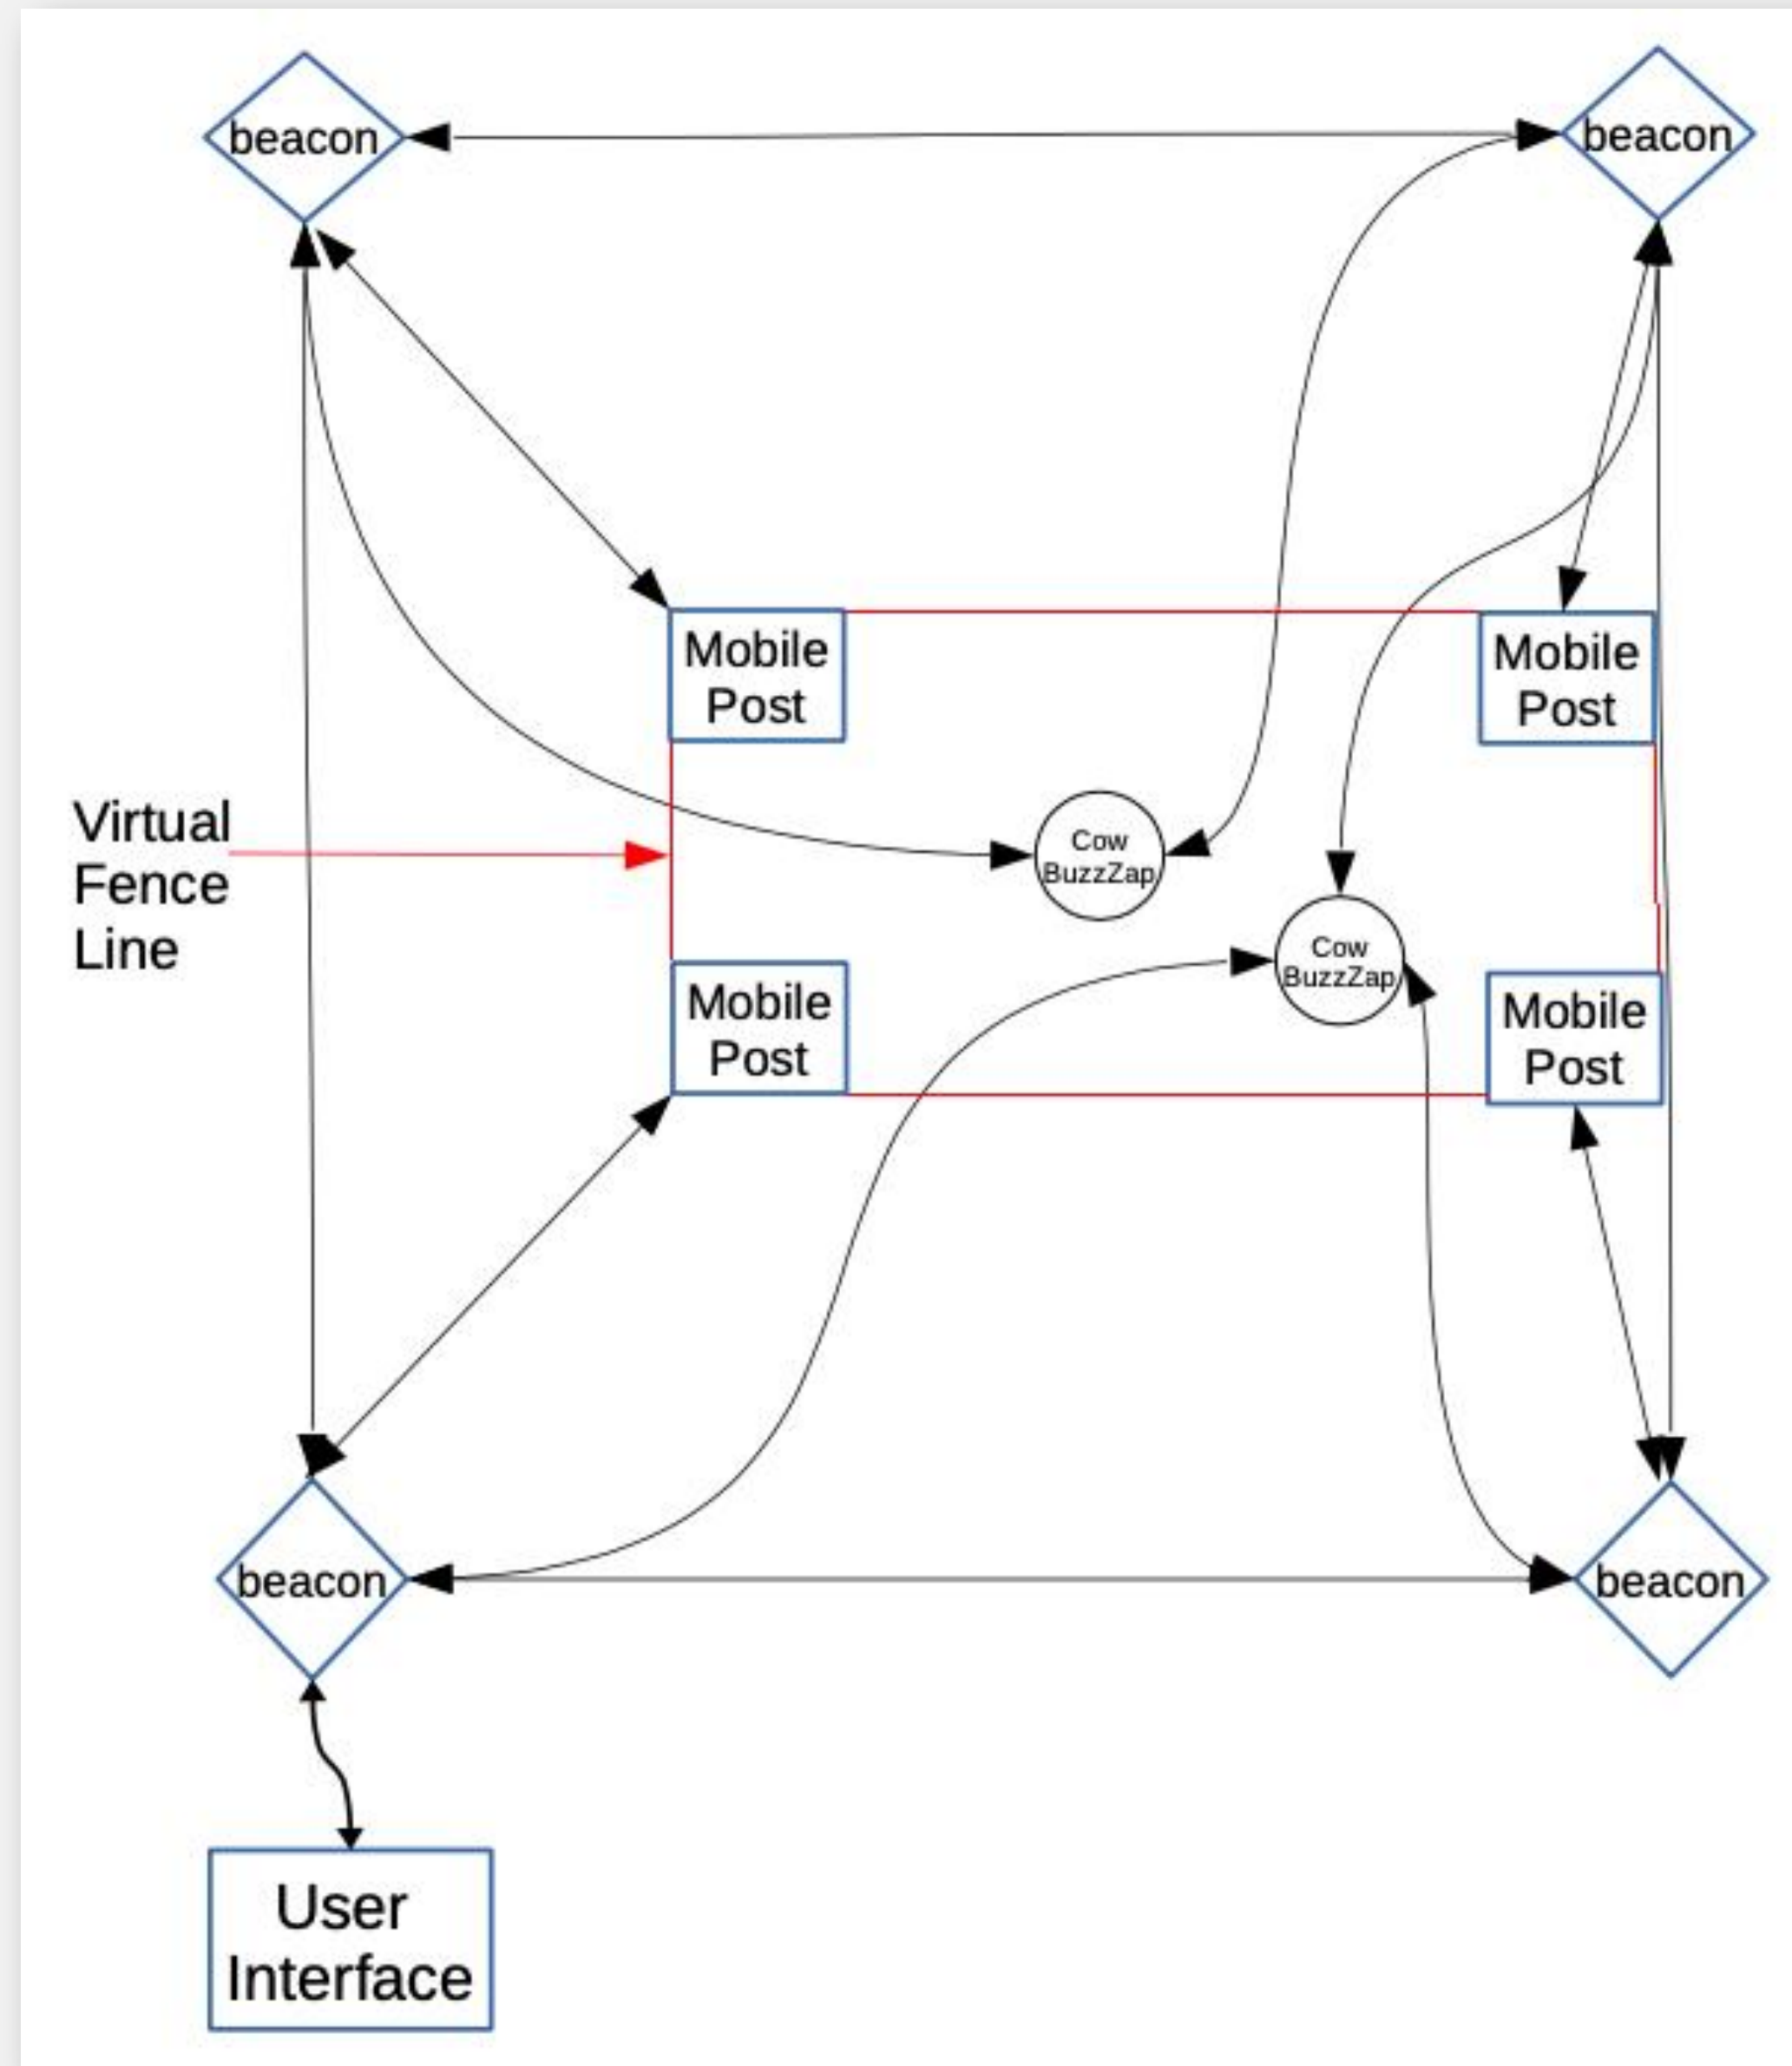 beacon
beacon
Mobile
Post
Mobile
Post
Virtual
Fence
Line
Cow
BuzzZap
Cow
BuzzZap
Mobile
Post
Mobile
Post
beacon
beacon
User
Interface